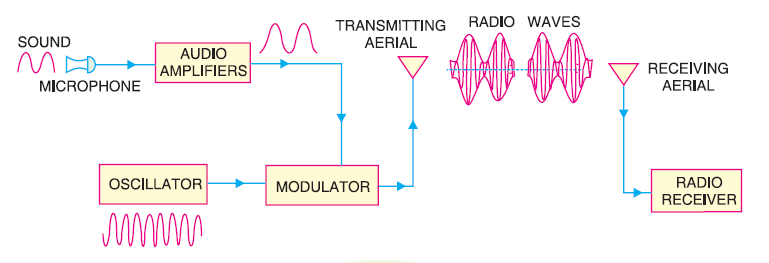 SOUND
MICROPHONE
AUDIO
AMPLIFIERS
TRANSMITTING
AERIAL
RADIO WAVES
RECEIVING
AERIAL
OSCILLATOR
MODULATOR
RADIO
RECEIVER